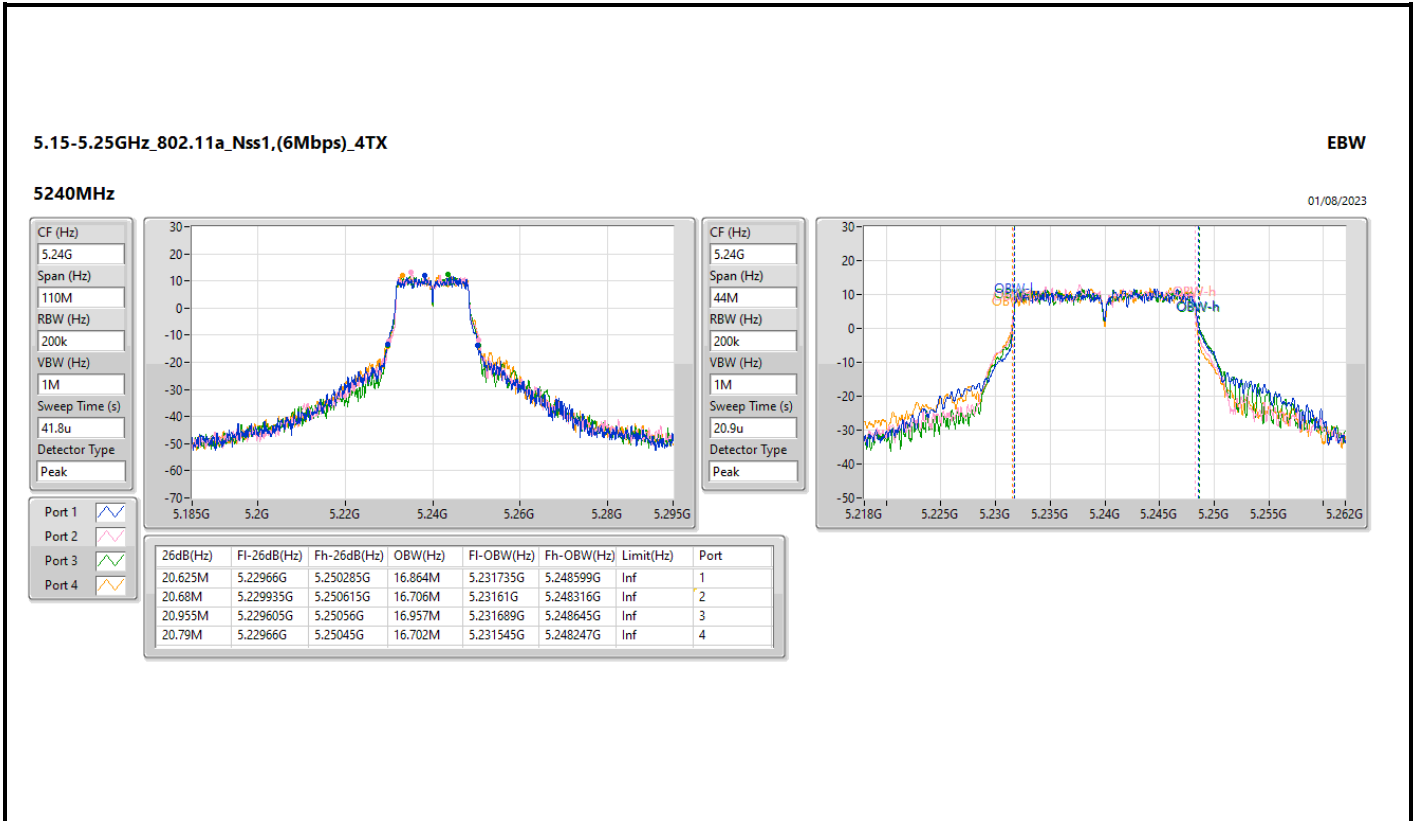 5.15-5.25GHz_802.11a_Nss1,(6Mbps)_4TX
EBW
5240MHz
01/08/2023
CF (Hz)
5.24G
Span (Hz)
110M
RBW (Hz)
200k
VBW (Hz)
1M
Sweep Time (s)
41.8u
Detector Type
Peak
30
20
10
0
-10
-20
-30
-40
-50
-60
-70
5.185G 5.2G 5.22G 5.24G 5.26G 5.28G 5.295G
CF (Hz)
5.24G
Span (Hz)
44M
RBW (Hz)
200k
VBW (Hz)
1M
Sweep Time (s)
20.9u
Detector Type
Peak
30
20
10
0
-10
-20
-30
-40
-50
OBW-h
OBW-h
5.218G 5.225G 5.23G 5.235G 5.24G 5.245G 5.25G 5.255G 5.262G
Port 1
Port 2
Port 3
Port 4
26dB(Hz) Fl-26dB(Hz) Fh-26dB(Hz) OBW(Hz) Fl-OBW(Hz) Fh-OBW(Hz) Limit(Hz) Port
20.625M 5.22966G 5.250285G 16.864M 5.231735G 5.248599G Inf 1
20.68M 5.229935G 5.250615G 16.706M 5.23161G 5.248316G Inf 2
20.955M 5.229605G 5.25056G 16.957M 5.231689G 5.248645G Inf 3
20.79M 5.22966G 5.25045G 16.702M 5.231545G 5.248247G Inf 4